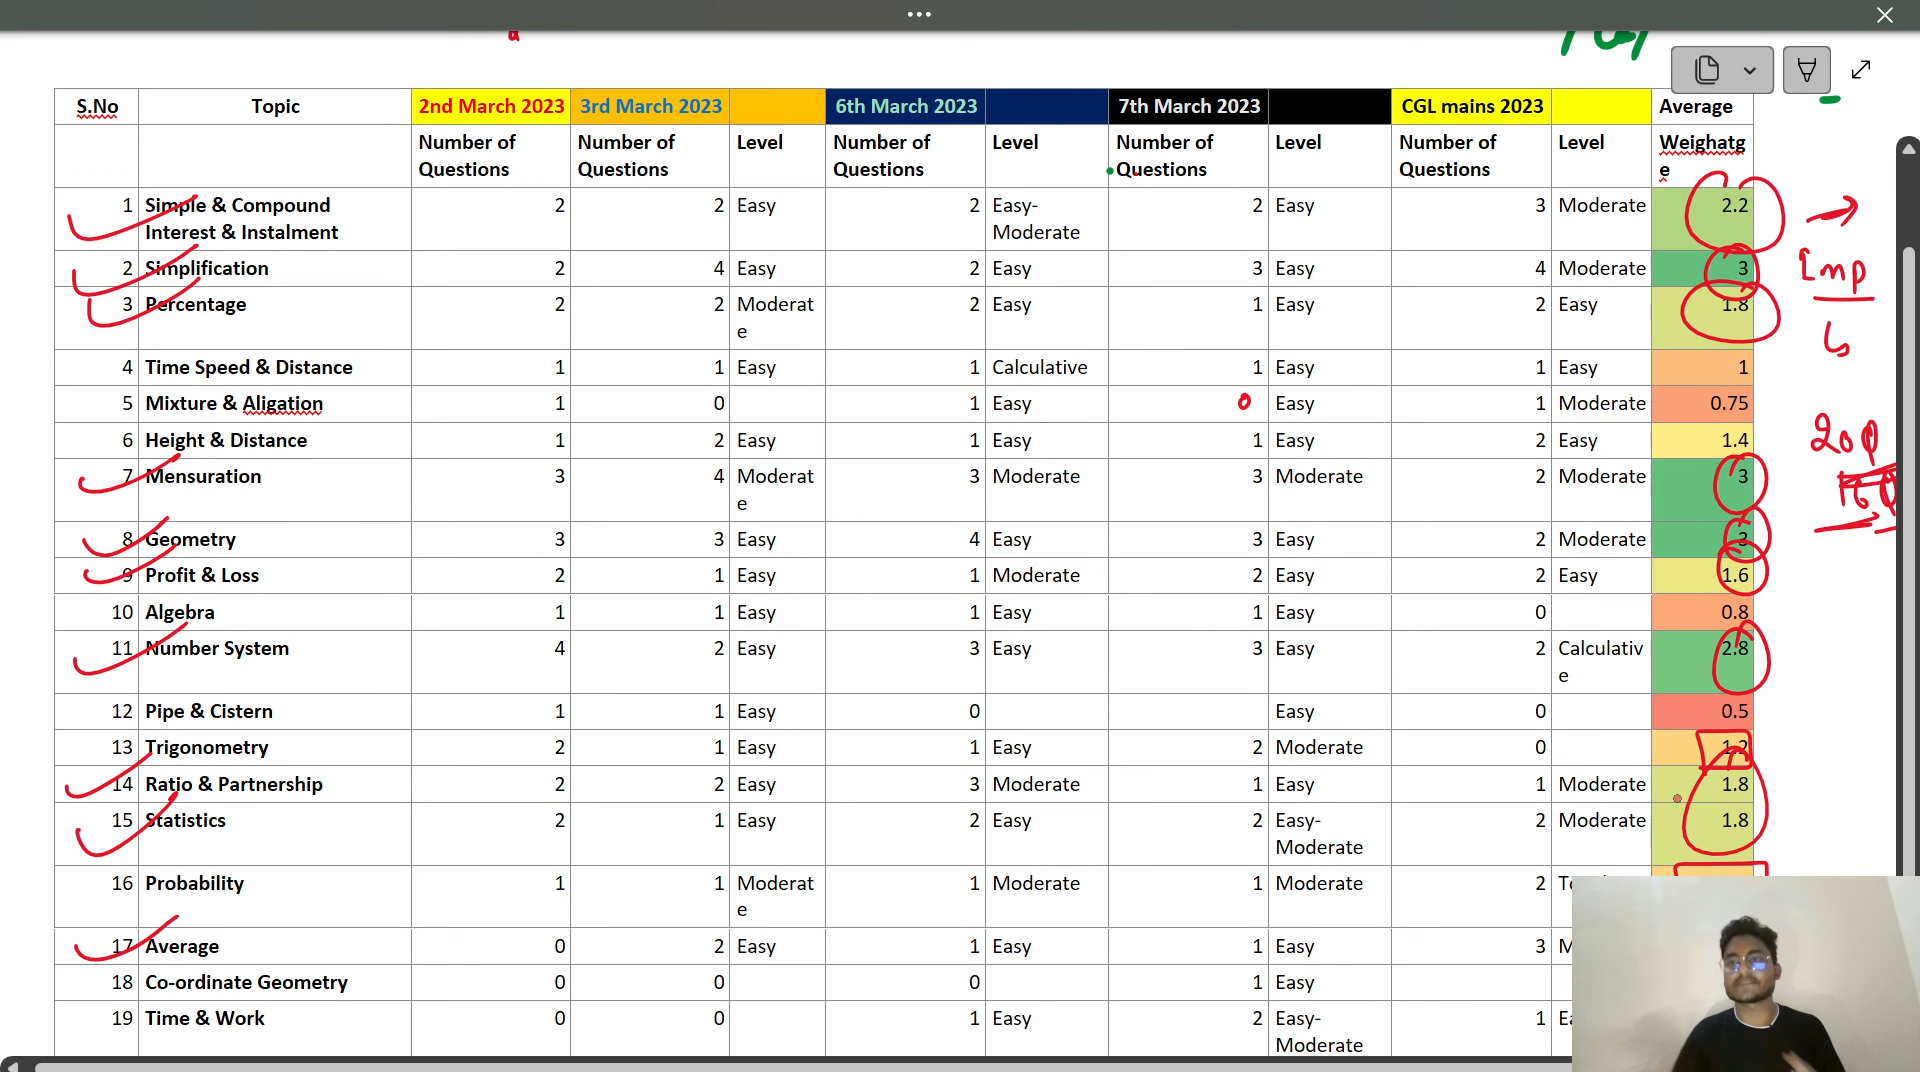 S.No Topic 2nd March 2023 3rd March 2023 6th March 2023 7th March 2023 CGL mains 2023 Average
Number of Questions Number of Questions Level Number of Questions Level Number of Questions Level Number of Questions Level Weighatge
1 Simple & Compound Interest & Instalment 2 2 Easy 2 Easy-Moderate 2 Easy 3 Moderate 2.2
2 Simplification 2 4 Easy 2 Easy 3 Easy 4 Moderate 3
3 Percentage 2 2 Moderate 2 Easy 1 Easy 2 Easy 1.8
4 Time Speed & Distance 1 1 Easy 1 Calculative 1 Easy 1 Easy 1
5 Mixture & Aligation 1 0 1 Easy 0 Easy 1 Moderate 0.75
6 Height & Distance 1 2 Easy 1 Easy 1 Easy 2 Easy 1.4
7 Mensuration 3 4 Moderate 3 Moderate 3 Moderate 2 Moderate 3
8 Geometry 3 3 Easy 4 Easy 3 Easy 2 Moderate 3
9 Profit & Loss 2 1 Easy 1 Moderate 2 Easy 2 Easy 1.6
10 Algebra 1 1 Easy 1 Easy 1 Easy 0 0.8
11 Number System 4 2 Easy 3 Easy 3 Easy 2 Calculative 2.8
12 Pipe & Cistern 1 1 Easy 0 Easy 0 0.5
13 Trigonometry 2 1 Easy 1 Easy 2 Moderate 0 1.2
14 Ratio & Partnership 2 2 Easy 3 Moderate 1 Easy 1 Moderate 1.8
15 Statistics 2 1 Easy 2 Easy 2 Easy-Moderate 2 Moderate 1.8
16 Probability 1 1 Moderate 1 Moderate 1 Moderate 2
17 Average 0 2 Easy 1 Easy 1 Easy 3
18 Co-ordinate Geometry 0 0 0 1 Easy
19 Time & Work 0 0 1 Easy 2 Easy-Moderate 1
Imp